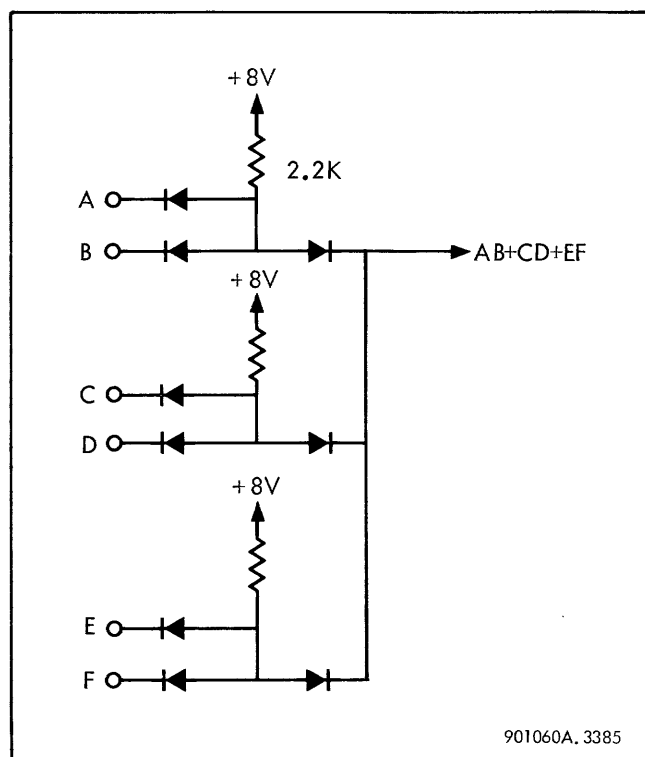 +8V
2.2K
A
B
AB+CD+EF
+8V
C
D
+8V
E
F
901060A.3385